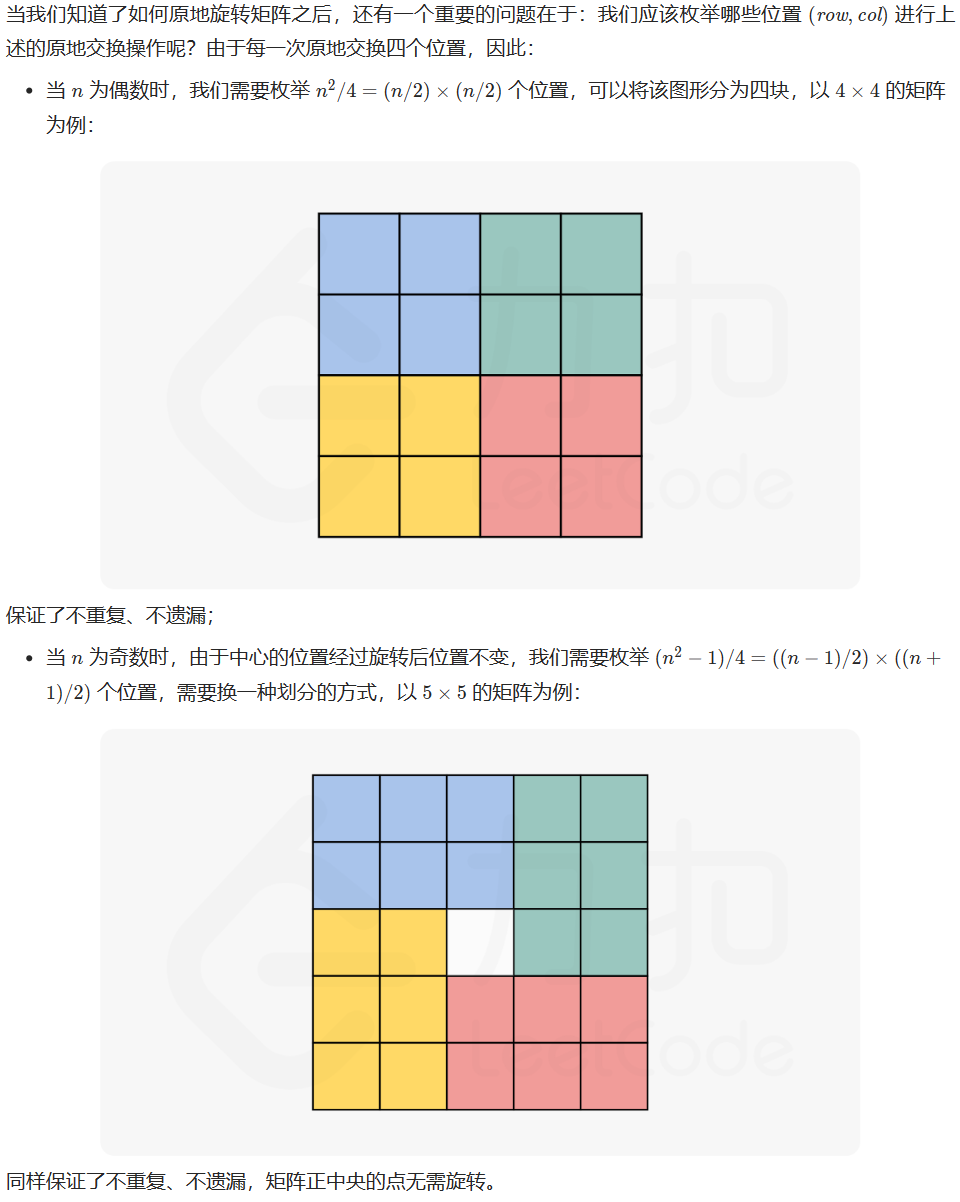 当我们知道了如何原地旋转矩阵之后，还有一个重要的问题在于：我们应该枚举哪些位置 (row, col) 进行上
述的原地交换操作呢？由于每一次原地交换四个位置，因此：
• 当 n 为偶数时，我们需要枚举 n²/4 = (n/2) × (n/2) 个位置，可以将该图形分为四块，以 4 × 4 的矩阵
为例：
力扣
LeetCode
保证了不重复、不遗漏；
• 当 n 为奇数时，由于中心的位置经过旋转后位置不变，我们需要枚举 (n² − 1)/4 = ((n − 1)/2) × ((n +
1)/2) 个位置，需要换一种划分的方式，以 5 × 5 的矩阵为例：
力扣
LeetCode
同样保证了不重复、不遗漏，矩阵正中央的点无需旋转。